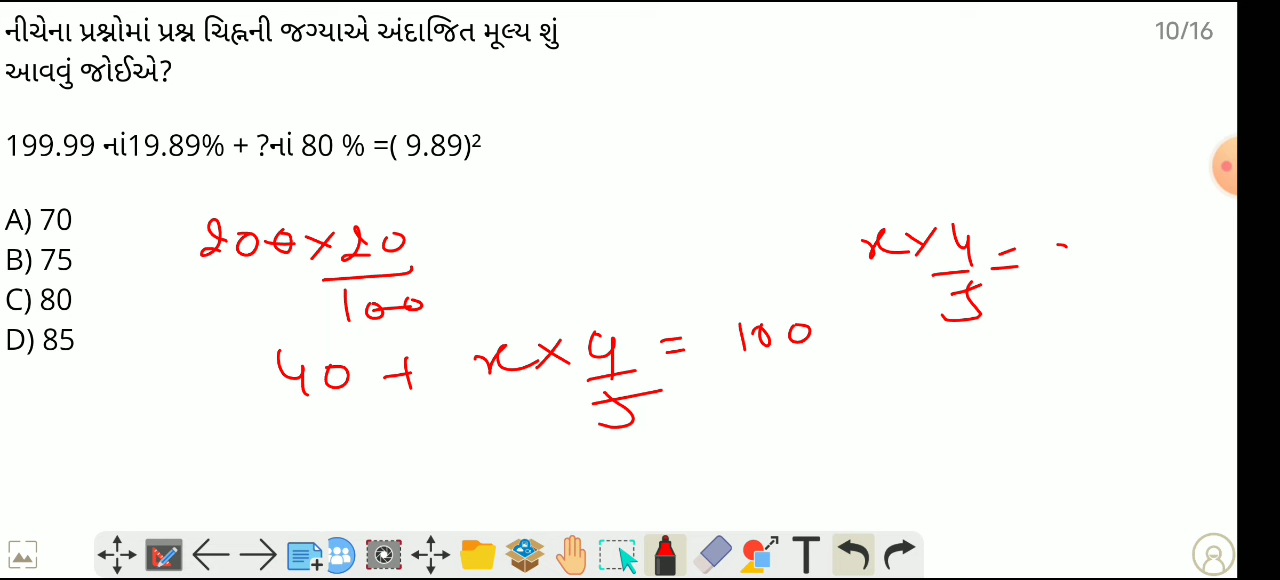 નીચેના પ્રશ્નોમાં પ્રશ્ન ચિહ્નની જગ્યાએ અંદાજિત મૂલ્ય શું
આવવું જોઈએ?
10/16
199.99 નાં19.89% + ?નાં 80 % =( 9.89)²
A) 70
B) 75
C) 80
D) 85
200 × 20
100
40 + x × 4/5 = 100
x × 4/5 =
T